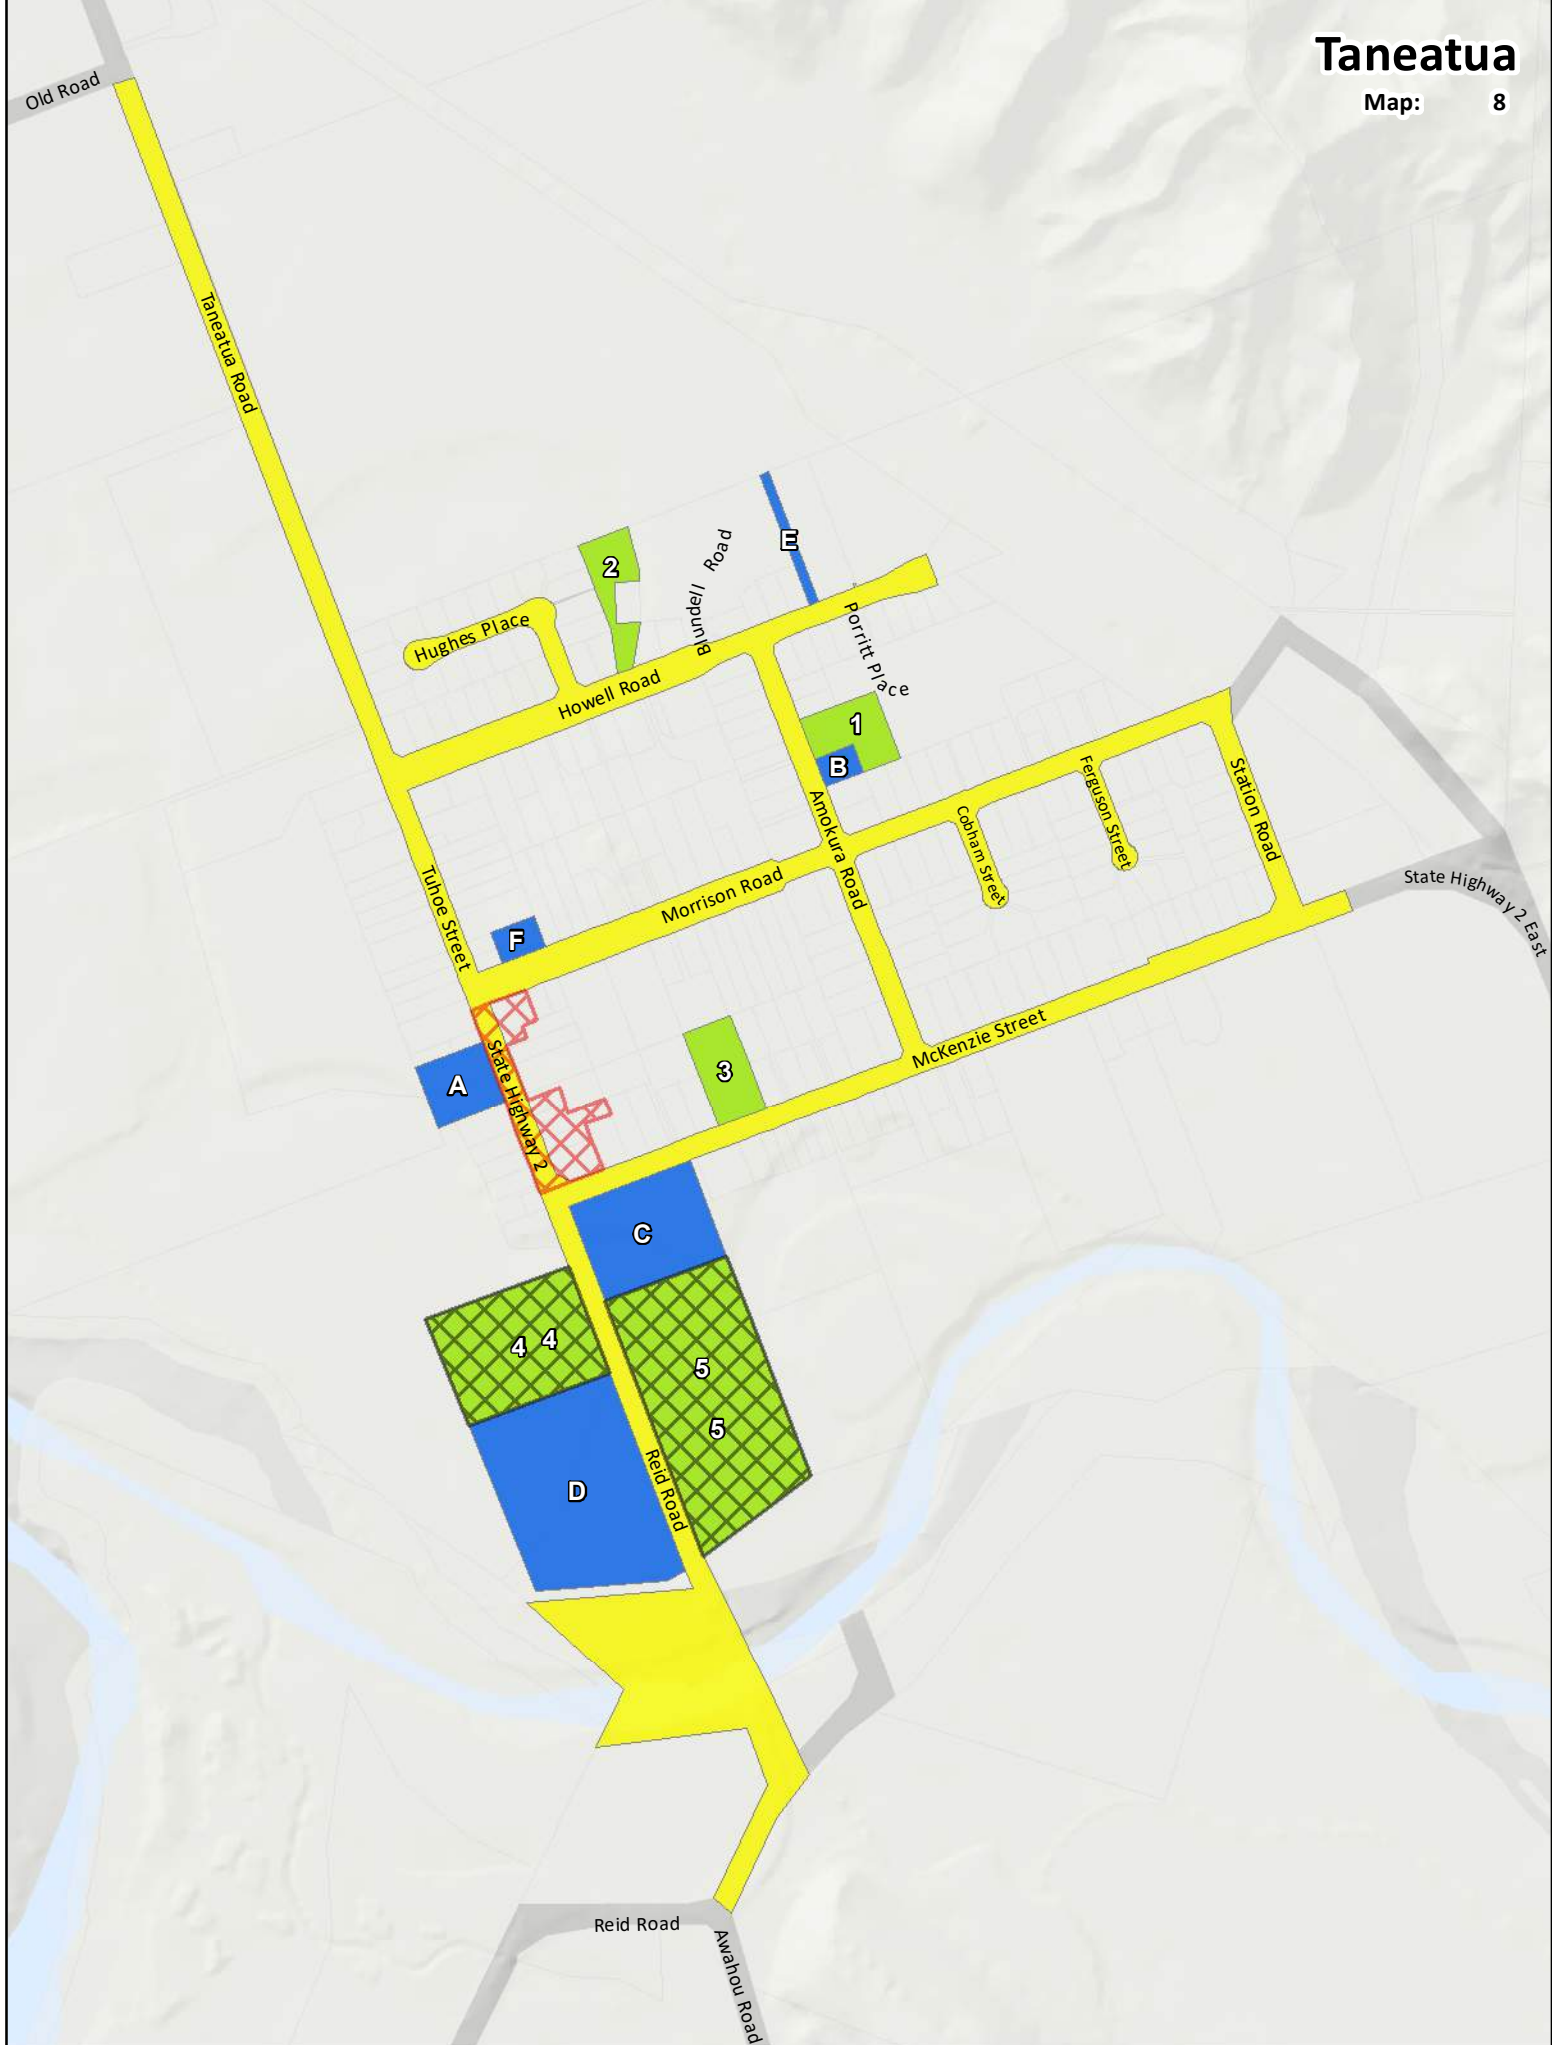 Taneatua
Map: 8
Old Road
Taneatua Road
E
Blundell Road
2
Hughes Place
Porritt Place
Howell Road
1
B
Amokura Road
Ferguson Street
Station Road
Cobham Street
Tuhoe Street
Morrison Road
State Highway 2 East
F
State Highway 2
McKenzie Street
3
A
C
4 4
5
5
D
Reid Road
Reid Road
Awahou Road